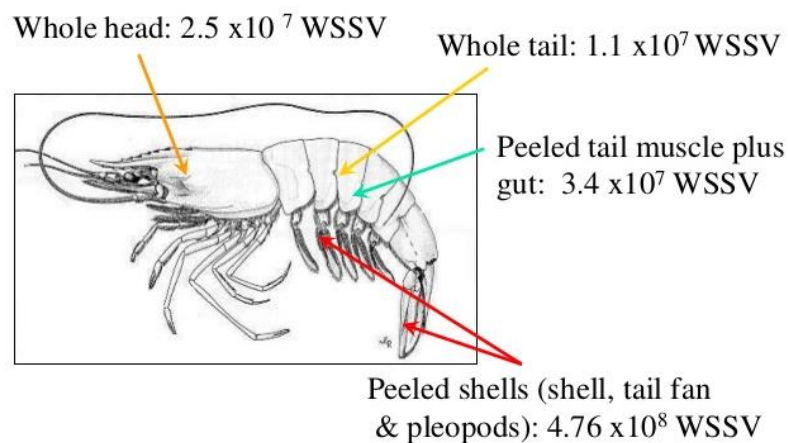 Whole head: 2.5 x10 ⁷ WSSV
Whole tail: 1.1 x10⁷ WSSV
Peeled tail muscle plus
gut: 3.4 x10⁷ WSSV
Peeled shells (shell, tail fan
& pleopods): 4.76 x10⁸ WSSV